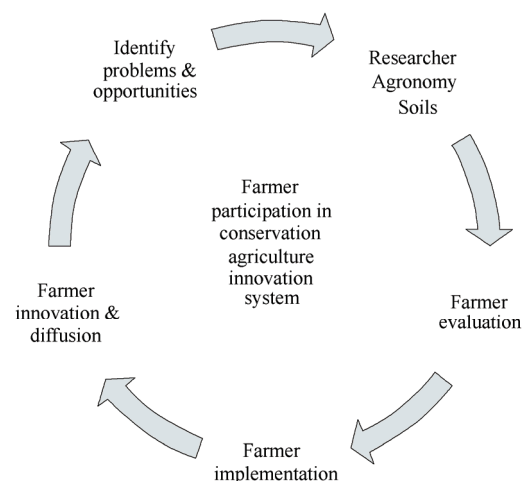 Identify
problems &
opportunities
Researcher
Agronomy
Soils
Farmer
participation in
conservation
agriculture
innovation
system
Farmer
evaluation
Farmer
implementation
Farmer
innovation &
diffusion